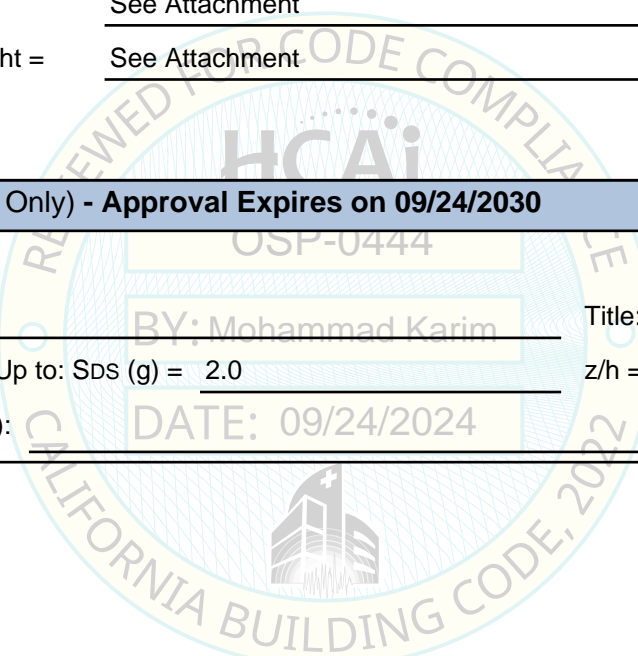 See Attachment
ht = See Attachment
REVIEWED FOR CODE COMPLIANCE
HCAi
Only) - Approval Expires on 09/24/2030
OSP-0444
BY: Mohammad Karim
Title:
Up to: SDS (g) = 2.0 z/h =
):
DATE: 09/24/2024
CALIFORNIA BUILDING CODE, 2022